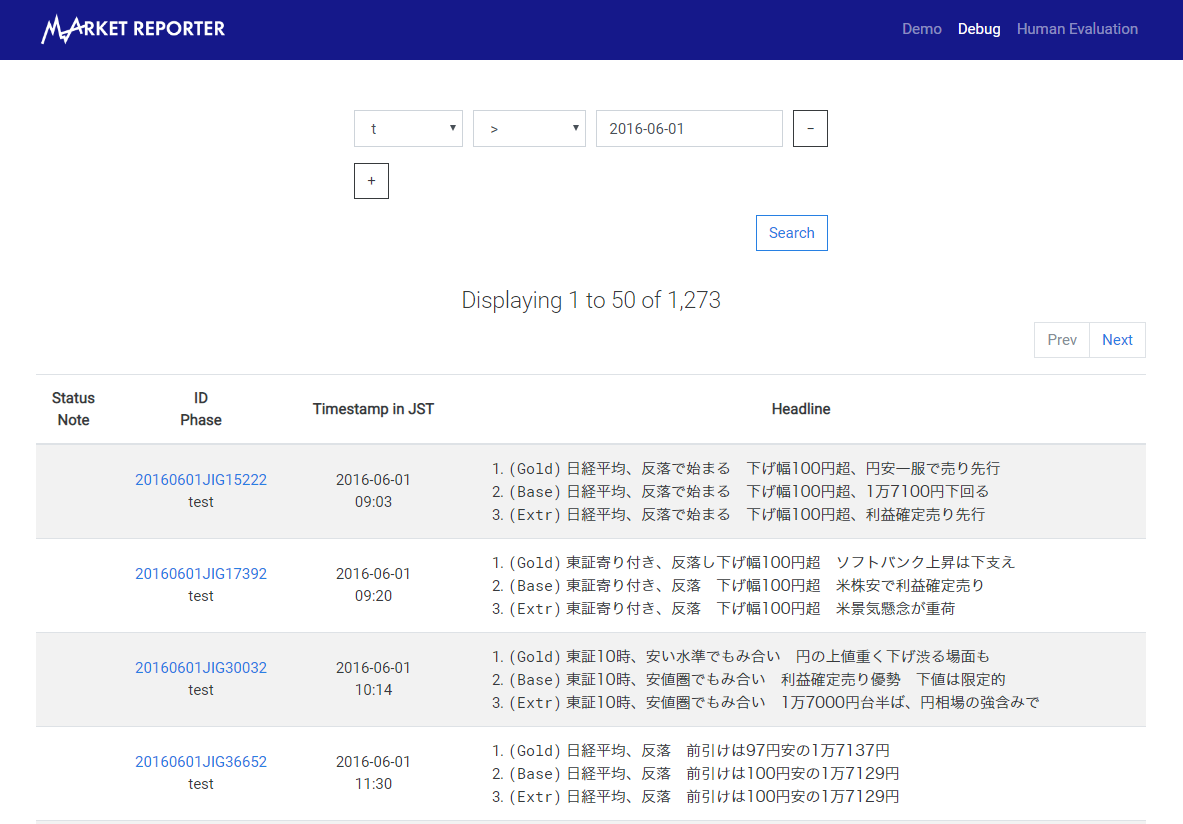 MARKET REPORTER
Demo Debug Human Evaluation
t > 2016-06-01 −
+
Search
Displaying 1 to 50 of 1,273
Prev Next
Status Note ID Phase Timestamp in JST Headline
20160601JIG15222 test 2016-06-01 09:03
1. (Gold) 日経平均、反落で始まる　下げ幅100円超、円安一服で売り先行
2. (Base) 日経平均、反落で始まる　下げ幅100円超、1万7100円下回る
3. (Extr) 日経平均、反落で始まる　下げ幅100円超、利益確定売り先行
20160601JIG17392 test 2016-06-01 09:20
1. (Gold) 東証寄り付き、反落し下げ幅100円超　ソフトバンク上昇は下支え
2. (Base) 東証寄り付き、反落　下げ幅100円超　米株安で利益確定売り
3. (Extr) 東証寄り付き、反落　下げ幅100円超　米景気懸念が重荷
20160601JIG30032 test 2016-06-01 10:14
1. (Gold) 東証10時、安い水準でもみ合い　円の上値重く下げ渋る場面も
2. (Base) 東証10時、安値圏でもみ合い　利益確定売り優勢　下値は限定的
3. (Extr) 東証10時、安値圏でもみ合い　1万7000円台半ば、円相場の強含みで
20160601JIG36652 test 2016-06-01 11:30
1. (Gold) 日経平均、反落　前引けは97円安の1万7137円
2. (Base) 日経平均、反落　前引けは100円安の1万7129円
3. (Extr) 日経平均、反落　前引けは100円安の1万7129円